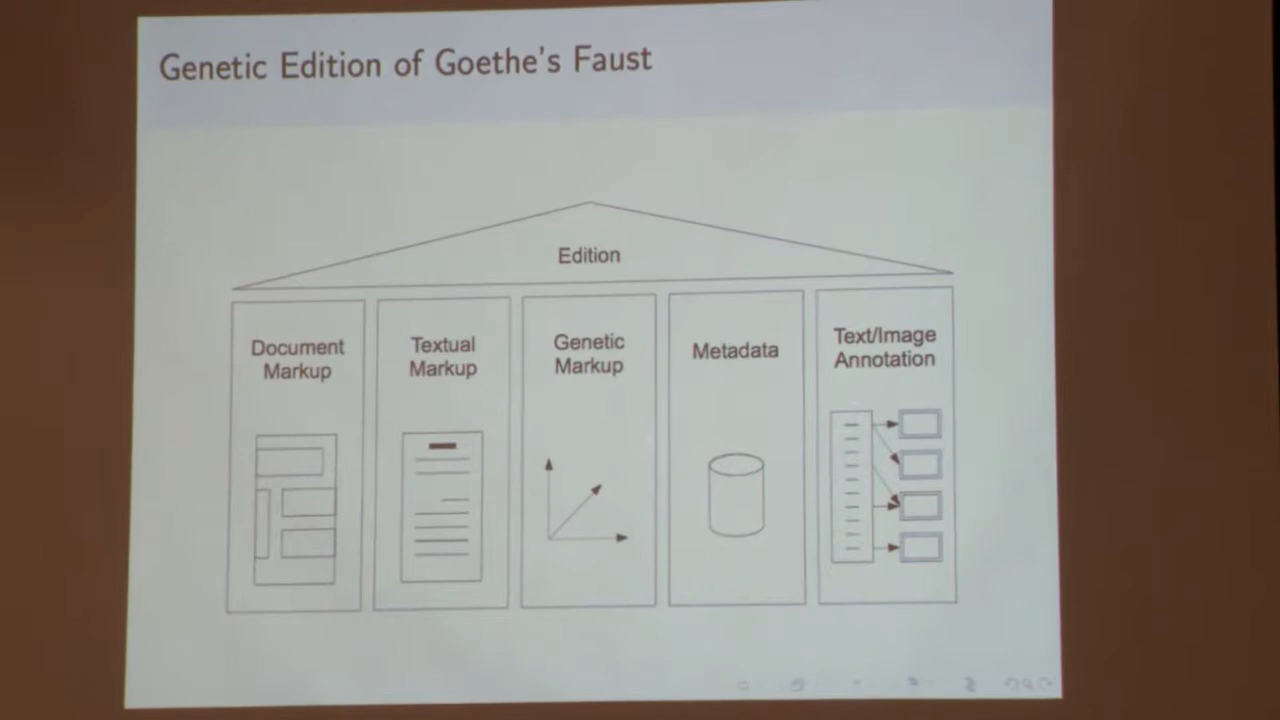 Genetic Edition of Goethe's Faust
Edition
Document
Markup
Textual
Markup
Genetic
Markup
Metadata
Text/Image
Annotation